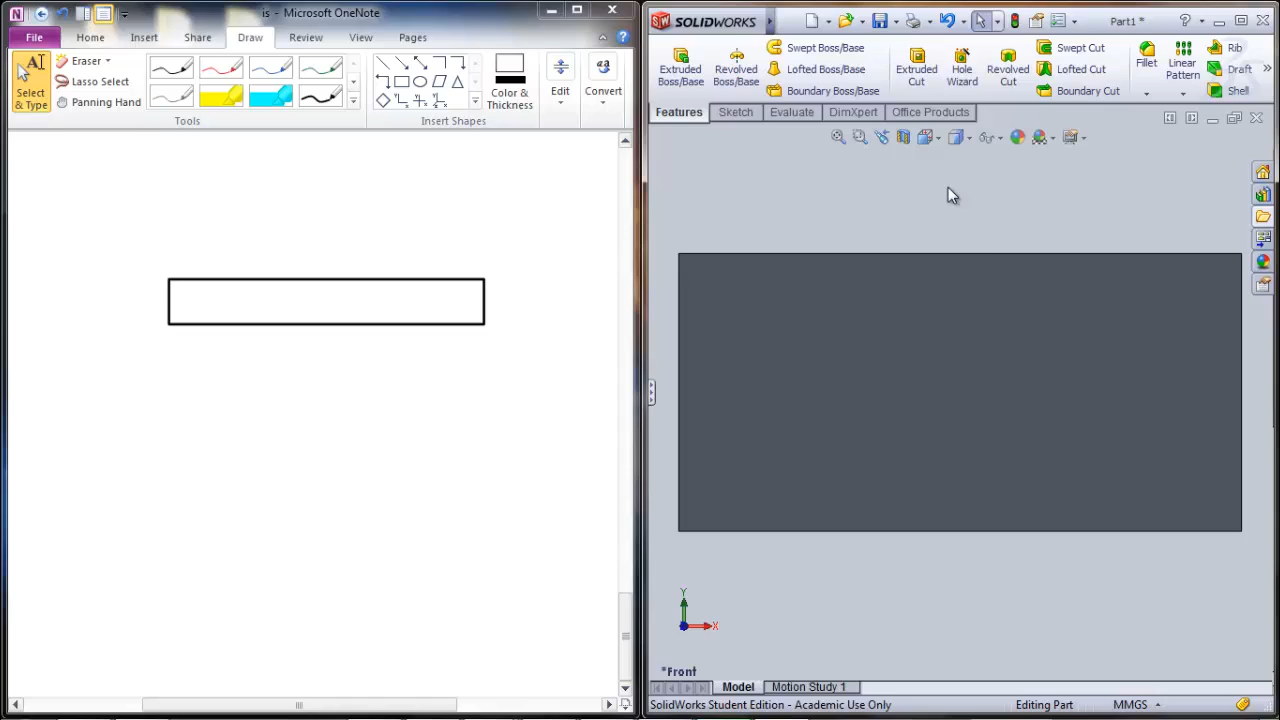 is - Microsoft OneNote
File Home Insert Share Draw Review View Pages
Select & Type
Eraser
Lasso Select
Panning Hand
Tools
Insert Shapes
Color & Thickness
Edit
Convert
SOLIDWORKS
Part1 *
Extruded Boss/Base
Revolved Boss/Base
Swept Boss/Base
Lofted Boss/Base
Boundary Boss/Base
Extruded Cut
Hole Wizard
Revolved Cut
Swept Cut
Lofted Cut
Boundary Cut
Fillet
Linear Pattern
Rib
Draft
Shell
Features Sketch Evaluate DimXpert Office Products
Y
X
*Front
Model Motion Study 1
SolidWorks Student Edition - Academic Use Only
Editing Part
MMGS